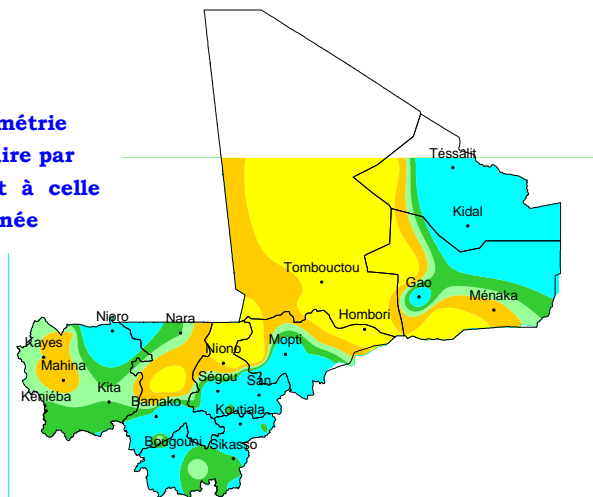 métrie
ire par
t à celle
née
Téssalit
Kidal
Tombouctou
Gao
Ménaka
Hombori
Nioro
Nara
Kayes
Niono
Mopti
Mahina
Ségou
San
Kéniéba
Kita
Bamako
Koutiala
Bougouni
Sikasso